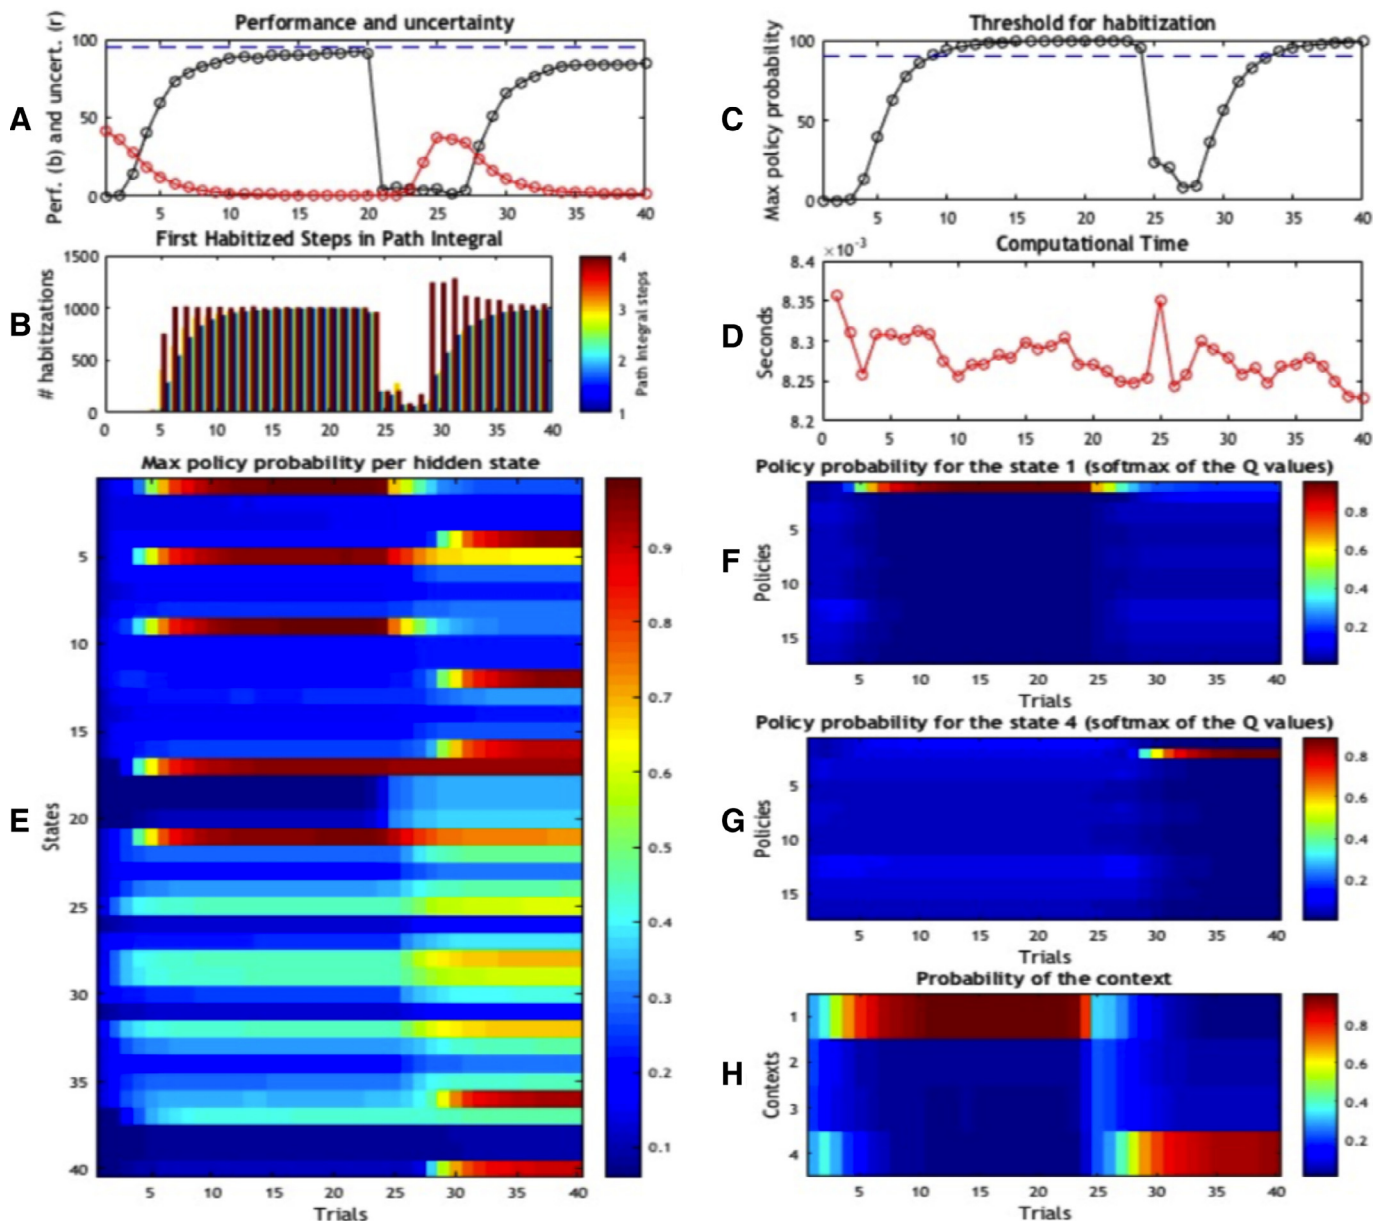 Performance and uncertainty
A
Perf. (b) and uncert. (r)
100
50
0
5 10 15 20 25 30 35 40
First Habitized Steps in Path Integral
B
# habitizations
1500
1000
500
0
0 5 10 15 20 25 30 35 40
4
3
2
1
Path Integral steps
Threshold for habitization
C
Max policy probability
100
50
0
5 10 15 20 25 30 35 40
Computational Time
×10-3
D
Seconds
8.4
8.35
8.3
8.25
8.2
0 5 10 15 20 25 30 35 40
Max policy probability per hidden state
E
States
5
10
15
20
25
30
35
40
5 10 15 20 25 30 35 40
Trials
0.9
0.8
0.7
0.6
0.5
0.4
0.3
0.2
0.1
Policy probability for the state 1 (softmax of the Q values)
F
Policies
5
10
15
5 10 15 20 25 30 35 40
Trials
0.8
0.6
0.4
0.2
Policy probability for the state 4 (softmax of the Q values)
G
Policies
5
10
15
5 10 15 20 25 30 35 40
Trials
0.8
0.6
0.4
0.2
Probability of the context
H
Contexts
1
2
3
4
5 10 15 20 25 30 35 40
Trials
0.8
0.6
0.4
0.2